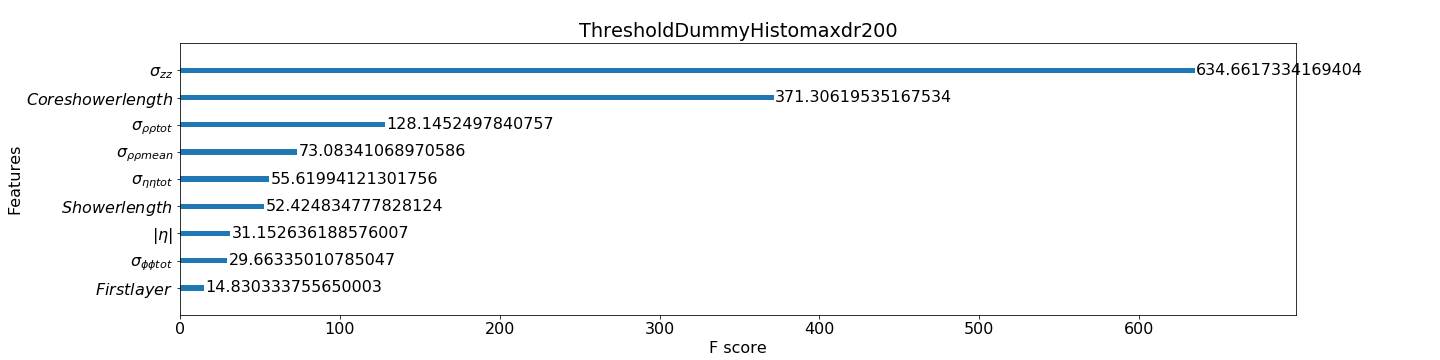 ThresholdDummyHistomaxdr200
σzz 634.6617334169404
Coreshowerlength 371.30619535167534
σρρtot 128.1452497840757
σρρmean 73.08341068970586
σηηtot 55.61994121301756
Showerlength 52.424834777828124
|η| 31.152636188576007
σϕϕtot 29.66335010785047
Firstlayer 14.830333755650003
Features
0 100 200 300 400 500 600
F score